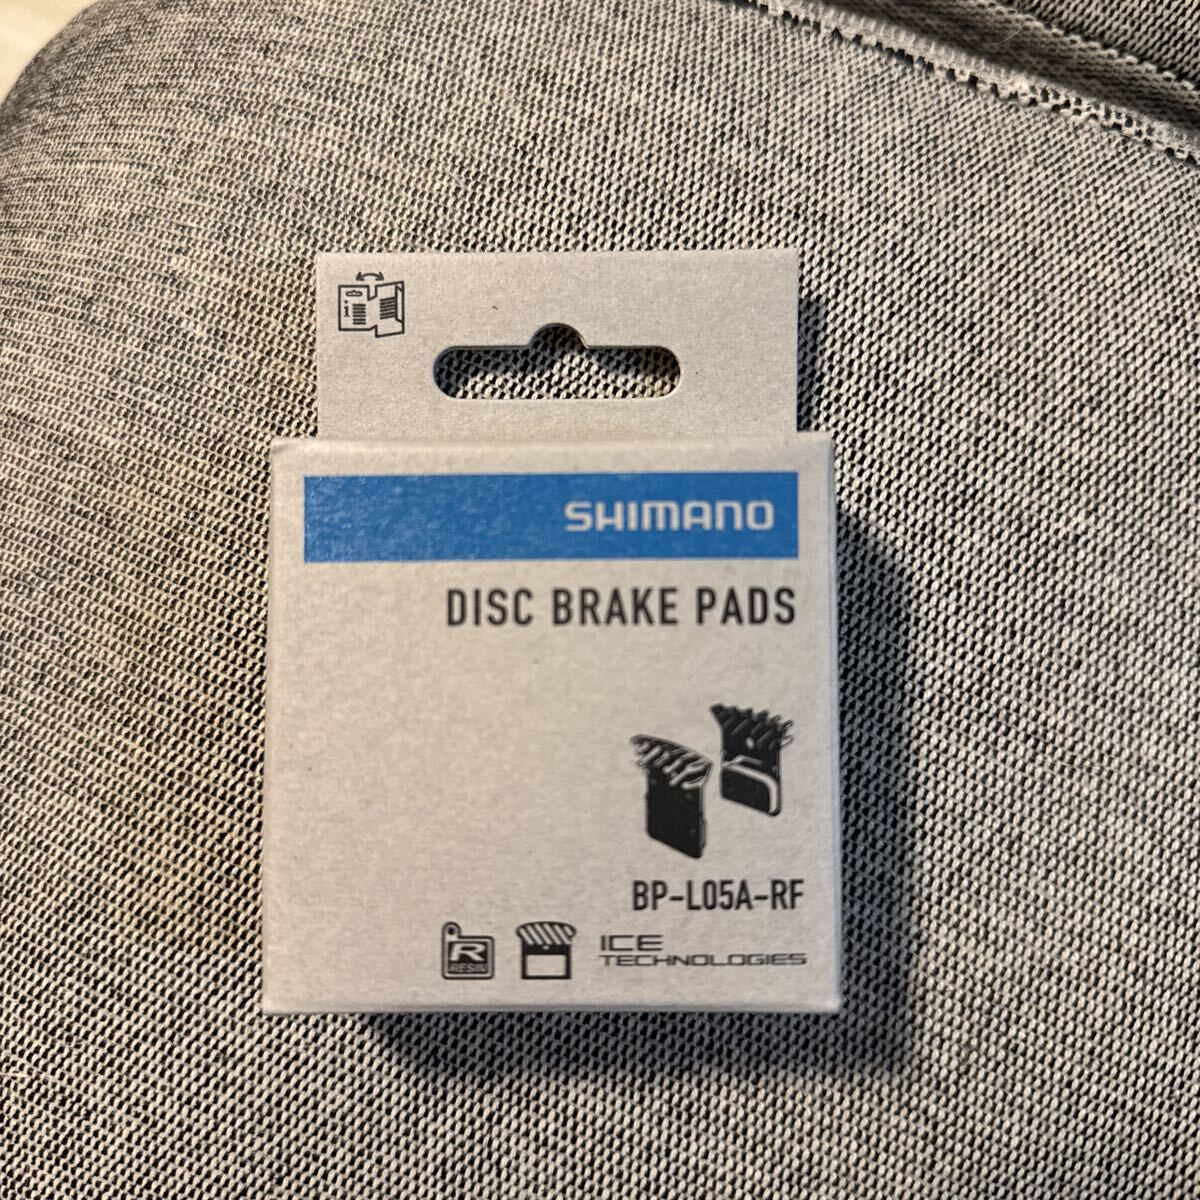 i
SHIMANO
DISC BRAKE PADS
BP-L05A-RF
R
RESIN
ICE
TECHNOLOGIES